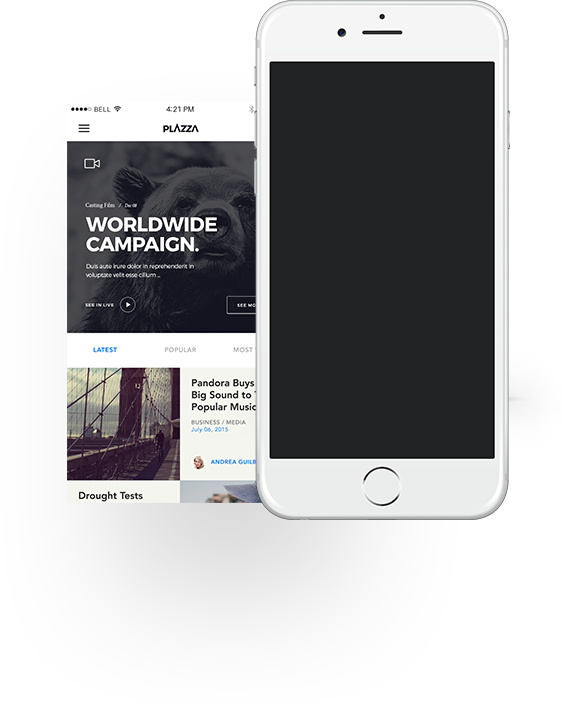 BELL 4:21 PM
PLAZZA
Casting Film / Dec 08
WORLDWIDE
CAMPAIGN.
Duis aute irure dolor in reprehenderit in
voluptate velit esse cillum ...
SEE IN LIVE
SEE MO
LATEST POPULAR MOST
Pandora Buys
Big Sound to
Popular Music
BUSINESS / MEDIA
July 06, 2015
ANDREA GUILB
Drought Tests